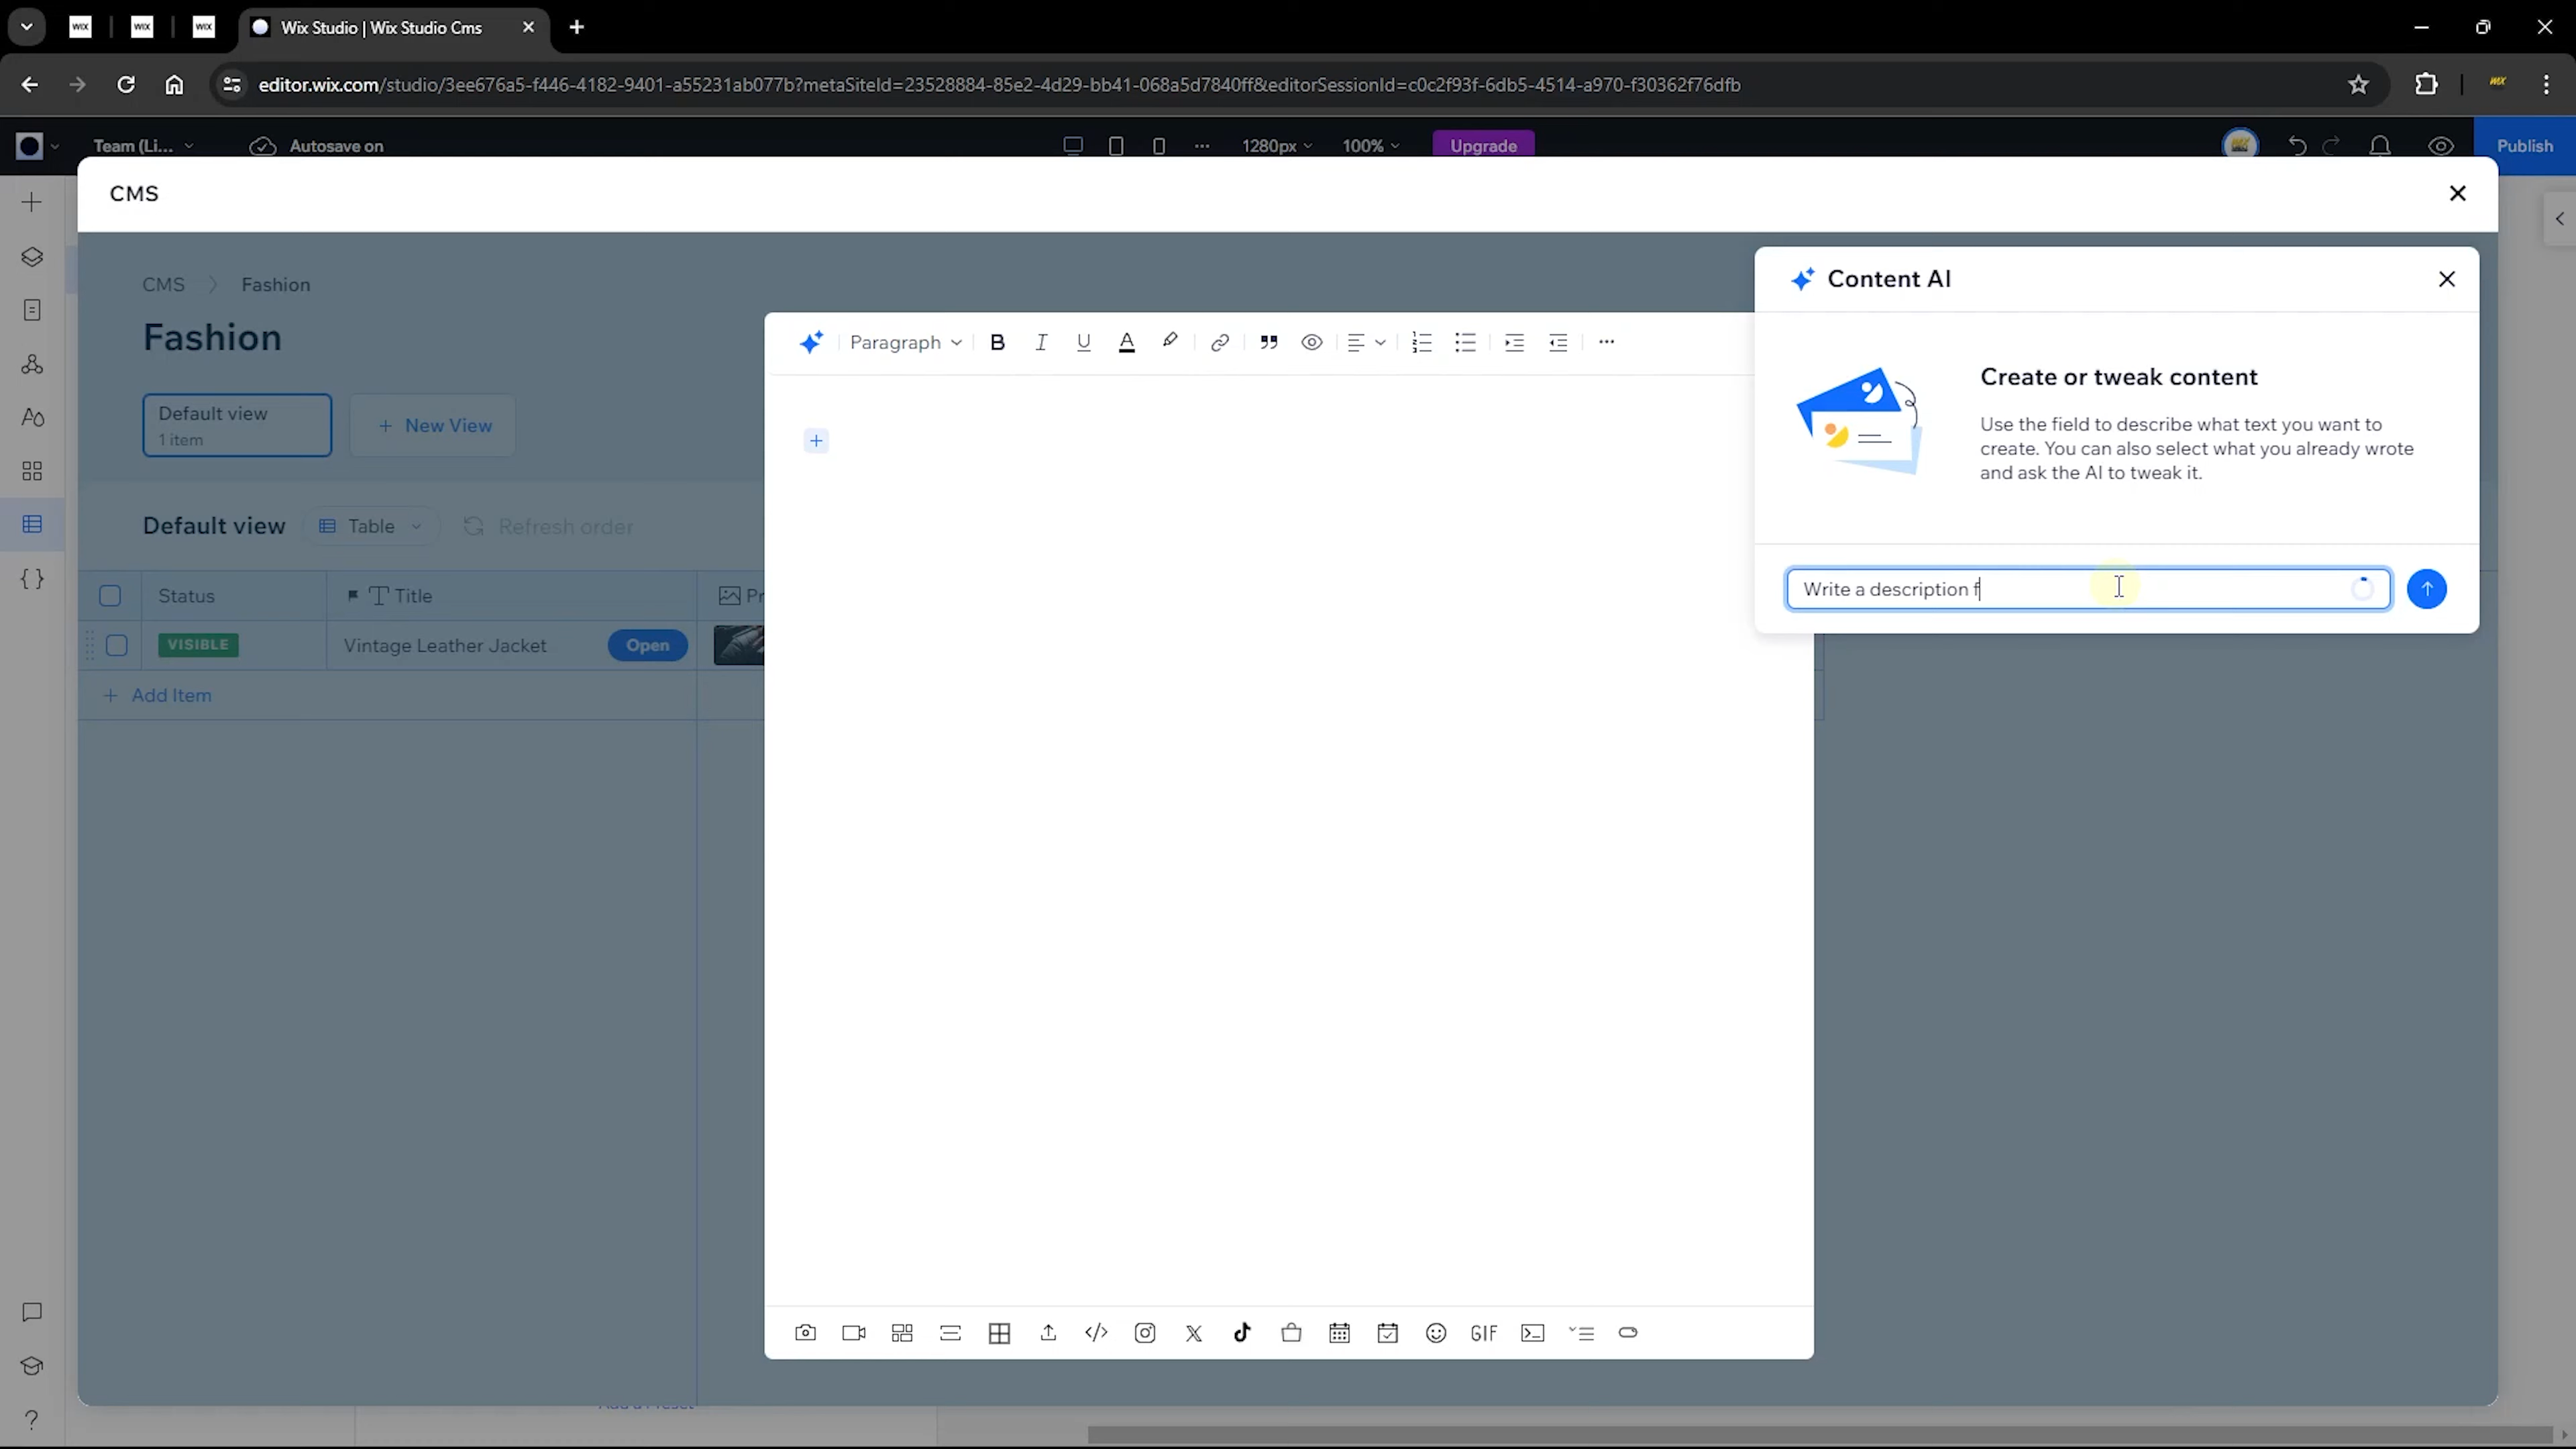 WIX
WIX
WIX
Wix Studio | Wix Studio Cms
editor.wix.com/studio/3ee676a5-f446-4182-9401-a55231ab077b?metaSiteId=23528884-85e2-4d29-bb41-068a5d7840ff&editorSessionId=c0c2f93f-6db5-4514-a970-f30362f76dfb
Team (Li...
Autosave on
1280px
100%
Upgrade
Publish
CMS
CMS
Fashion
Content AI
Fashion
Paragraph
B I U A
Create or tweak content
Use the field to describe what text you want to
create. You can also select what you already wrote
and ask the AI to tweak it.
Default view
1 item
+ New View
Default view
Table
Refresh order
Write a description f
Status
Title
Pr
VISIBLE
Vintage Leather Jacket
Open
+ Add Item
GIF